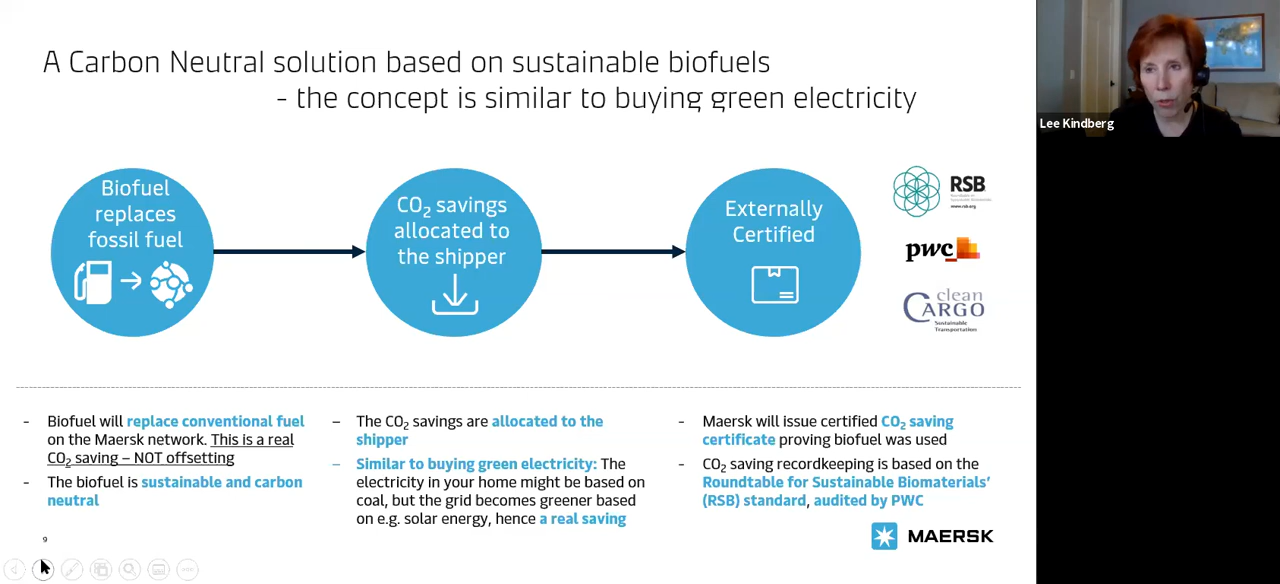 A Carbon Neutral solution based on sustainable biofuels
- the concept is similar to buying green electricity
Lee Kindberg
Biofuel
replaces
fossil fuel
CO₂ savings
allocated to
the shipper
Externally
Certified
RSB
www.rsb.org
pwc
clean
CARGO
Sustainable
Transportation
- Biofuel will replace conventional fuel
on the Maersk network. This is a real
CO₂ saving – NOT offsetting
- The biofuel is sustainable and carbon
neutral
– The CO₂ savings are allocated to the
shipper
– Similar to buying green electricity: The
electricity in your home might be based on
coal, but the grid becomes greener based
on e.g. solar energy, hence a real saving
- Maersk will issue certified CO₂ saving
certificate proving biofuel was used
- CO₂ saving recordkeeping is based on the
Roundtable for Sustainable Biomaterials’
(RSB) standard, audited by PWC
9
MAERSK